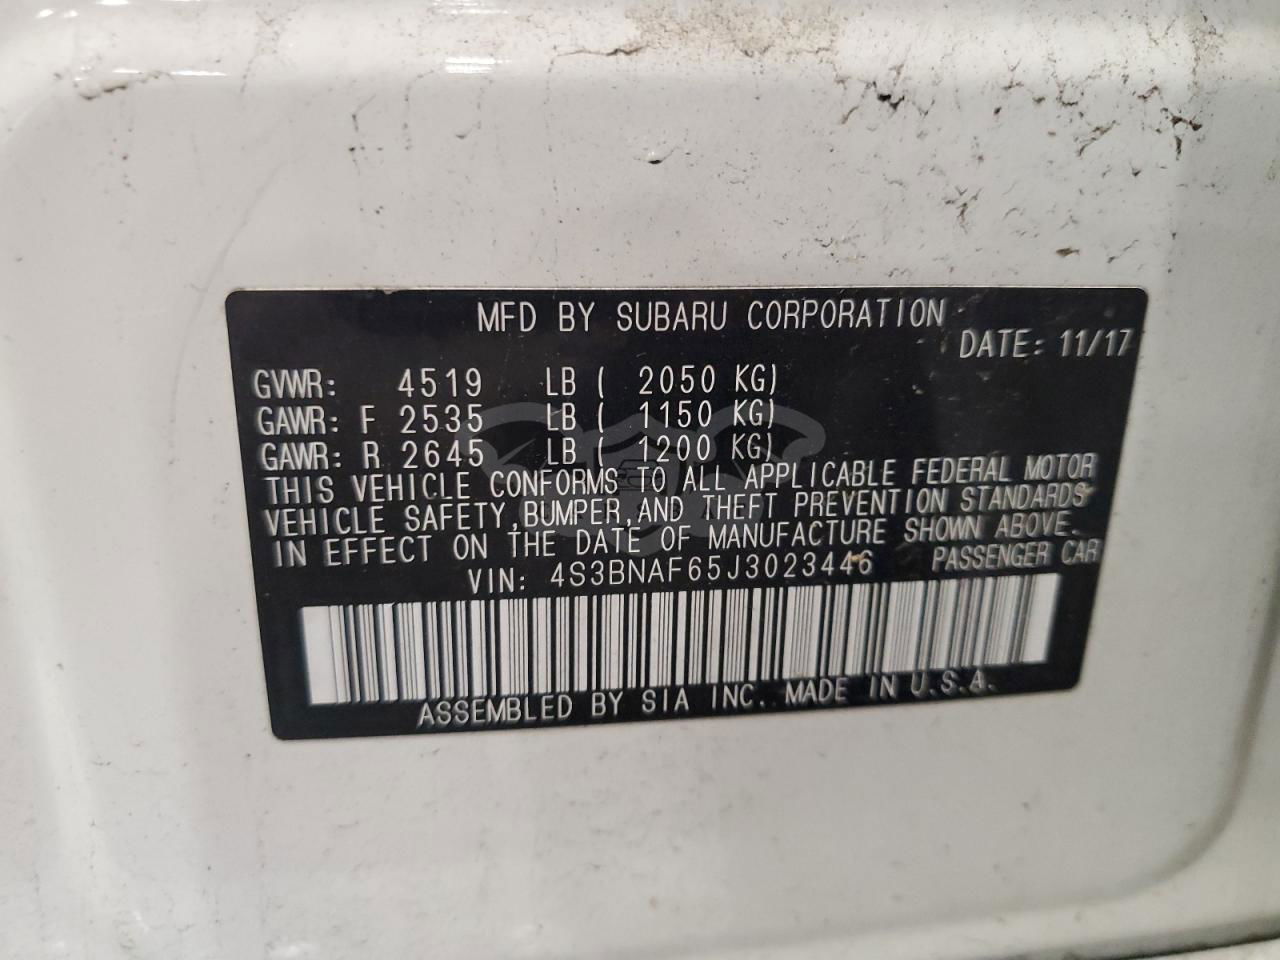 MFD BY SUBARU CORPORATION
DATE: 11/17
GVWR: 4519 LB ( 2050 KG)
GAWR: F 2535 LB ( 1150 KG)
GAWR: R 2645 LB ( 1200 KG)
THIS VEHICLE CONFORMS TO ALL APPLICABLE FEDERAL MOTOR
VEHICLE SAFETY, BUMPER, AND THEFT PREVENTION STANDARDS
IN EFFECT ON THE DATE OF MANUFACTURE SHOWN ABOVE.
VIN: 4S3BNAF65J3023446 PASSENGER CAR
ASSEMBLED BY SIA INC. MADE IN U.S.A.